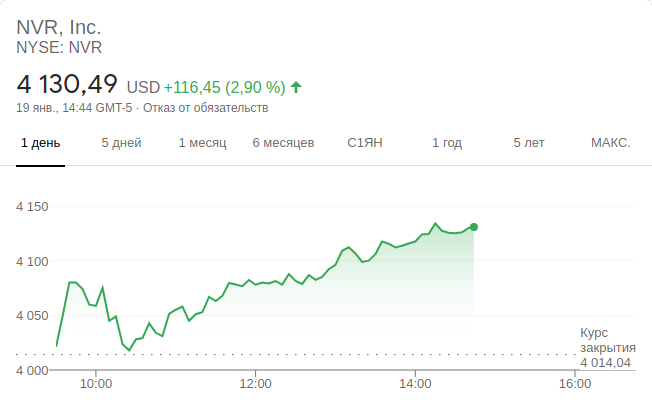 NVR, Inc.
NYSE: NVR
4 130,49 USD +116,45 (2,90 %)
19 янв., 14:44 GMT-5 · Отказ от обязательств
1 день 5 дней 1 месяц 6 месяцев С1ЯН 1 год 5 лет МАКС.
4 150
4 100
4 050
Курс
закрытия
4 014,04
4 000
10:00 12:00 14:00 16:00